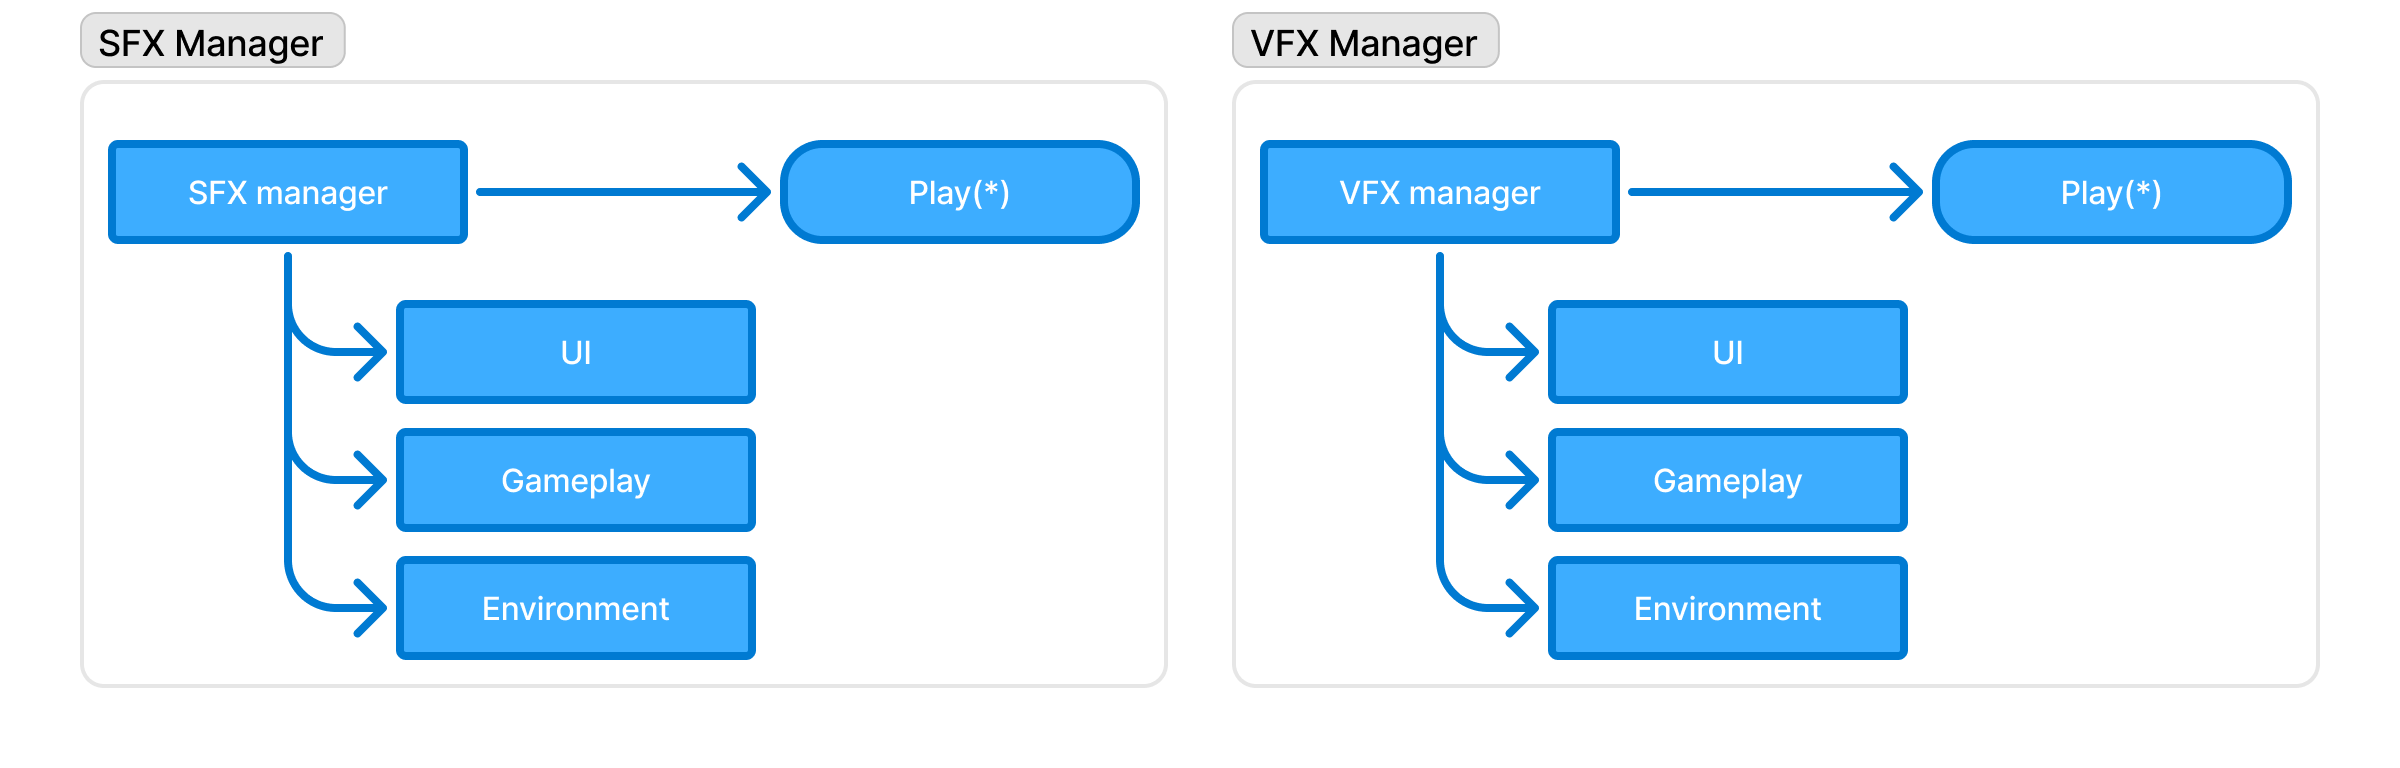 SFX Manager
SFX manager
Play(*)
UI
Gameplay
Environment
VFX Manager
VFX manager
Play(*)
UI
Gameplay
Environment